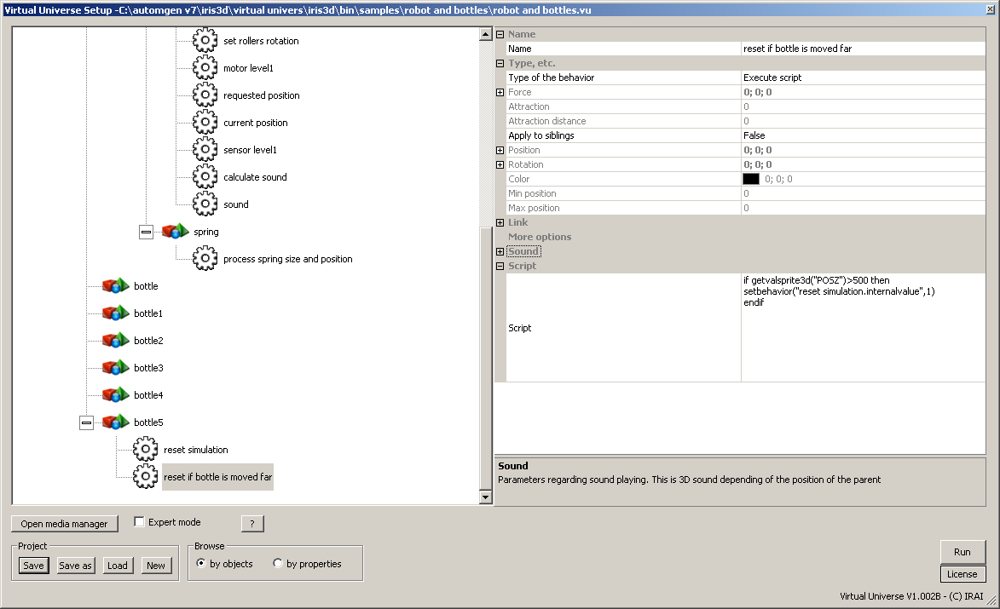 Virtual Universe Setup -C:\automgen v7\iris3d\virtual univers\iris3d\bin\samples\robot and bottles\robot and bottles.vu
set rollers rotation
motor level1
requested position
current position
sensor level1
calculate sound
sound
spring
process spring size and position
bottle
bottle1
bottle2
bottle3
bottle4
bottle5
reset simulation
reset if bottle is moved far
Name
Name reset if bottle is moved far
Type, etc.
Type of the behavior Execute script
Force 0; 0; 0
Attraction 0
Attraction distance 0
Apply to siblings False
Position 0; 0; 0
Rotation 0; 0; 0
Color 0; 0; 0
Min position 0
Max position 0
Link
More options
Sound
Script
Script
if getvalsprite3d("POSZ")>500 then
setbehavior("reset simulation.internalvalue",1)
endif
Sound
Parameters regarding sound playing. This is 3D sound depending of the position of the parent
Open media manager Expert mode ?
Project
Save Save as Load New
Browse
by objects by properties
Run
License
Virtual Universe V1.002B - (C) IRAI